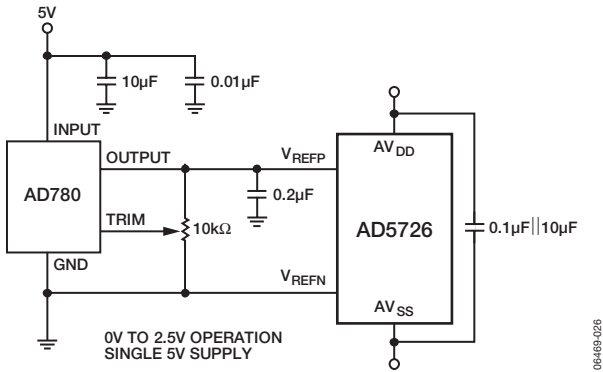 5V
10µF
0.01µF
INPUT
OUTPUT
V_REFP
AV_DD
AD780
0.2µF
TRIM
10kΩ
AD5726
0.1µF||10µF
GND
V_REFN
AV_SS
0V TO 2.5V OPERATION
SINGLE 5V SUPPLY
06469-026